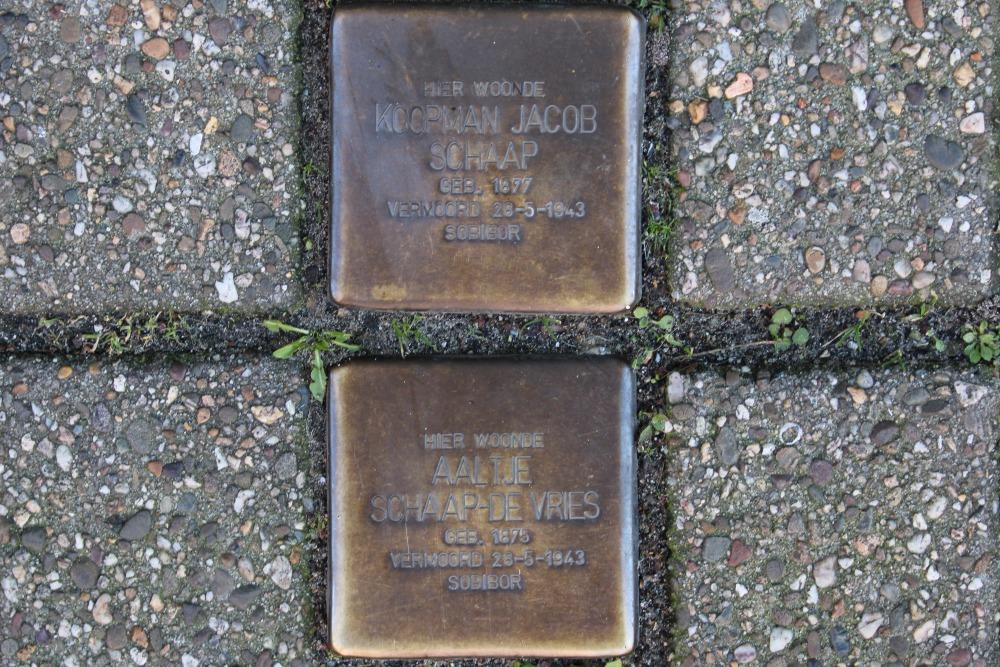 HIER WOONDE
KOOPMAN JACOB
SCHAAP
GEB. 1877
VERMOORD 28-5-1943
SOBIBOR
HIER WOONDE
AALTJE
SCHAAP-DE VRIES
GEB. 1875
VERMOORD 28-5-1943
SOBIBOR